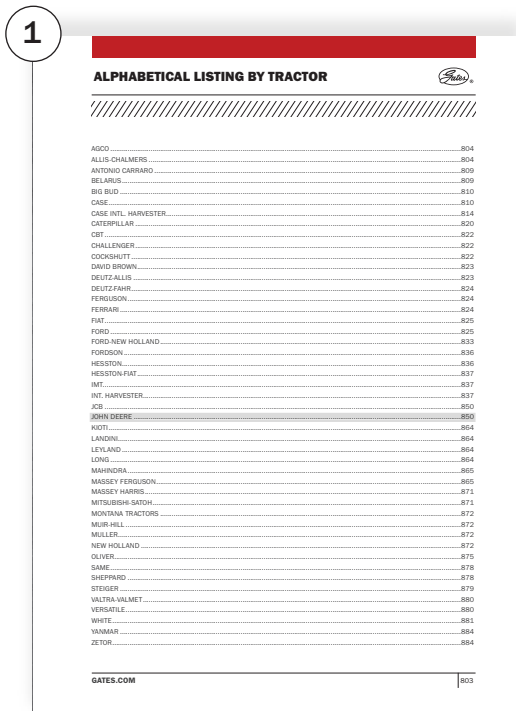 1
ALPHABETICAL LISTING BY TRACTOR
Gates®
AGCO 804
ALLIS-CHALMERS 804
ANTONIO CARRARO 809
BELARUS 809
BIG BUD 810
CASE 810
CASE INTL. HARVESTER 814
CATERPILLAR 820
CBT 822
CHALLENGER 822
COCKSHUTT 822
DAVID BROWN 823
DEUTZ-ALLIS 823
DEUTZ-FAHR 824
FERGUSON 824
FERRARI 824
FIAT 825
FORD 825
FORD-NEW HOLLAND 833
FORDSON 836
HESSTON 836
HESSTON-FIAT 837
IMT 837
INT. HARVESTER 837
JCB 850
JOHN DEERE 850
KIOTI 864
LANDINI 864
LEYLAND 864
LONG 864
MAHINDRA 865
MASSEY FERGUSON 865
MASSEY HARRIS 871
MITSUBISHI-SATOH 871
MONTANA TRACTORS 872
MUIR-HILL 872
MULLER 872
NEW HOLLAND 872
OLIVER 875
SAME 878
SHEPPARD 878
STEIGER 879
VALTRA-VALMET 880
VERSATILE 880
WHITE 881
YANMAR 884
ZETOR 884
GATES.COM 803